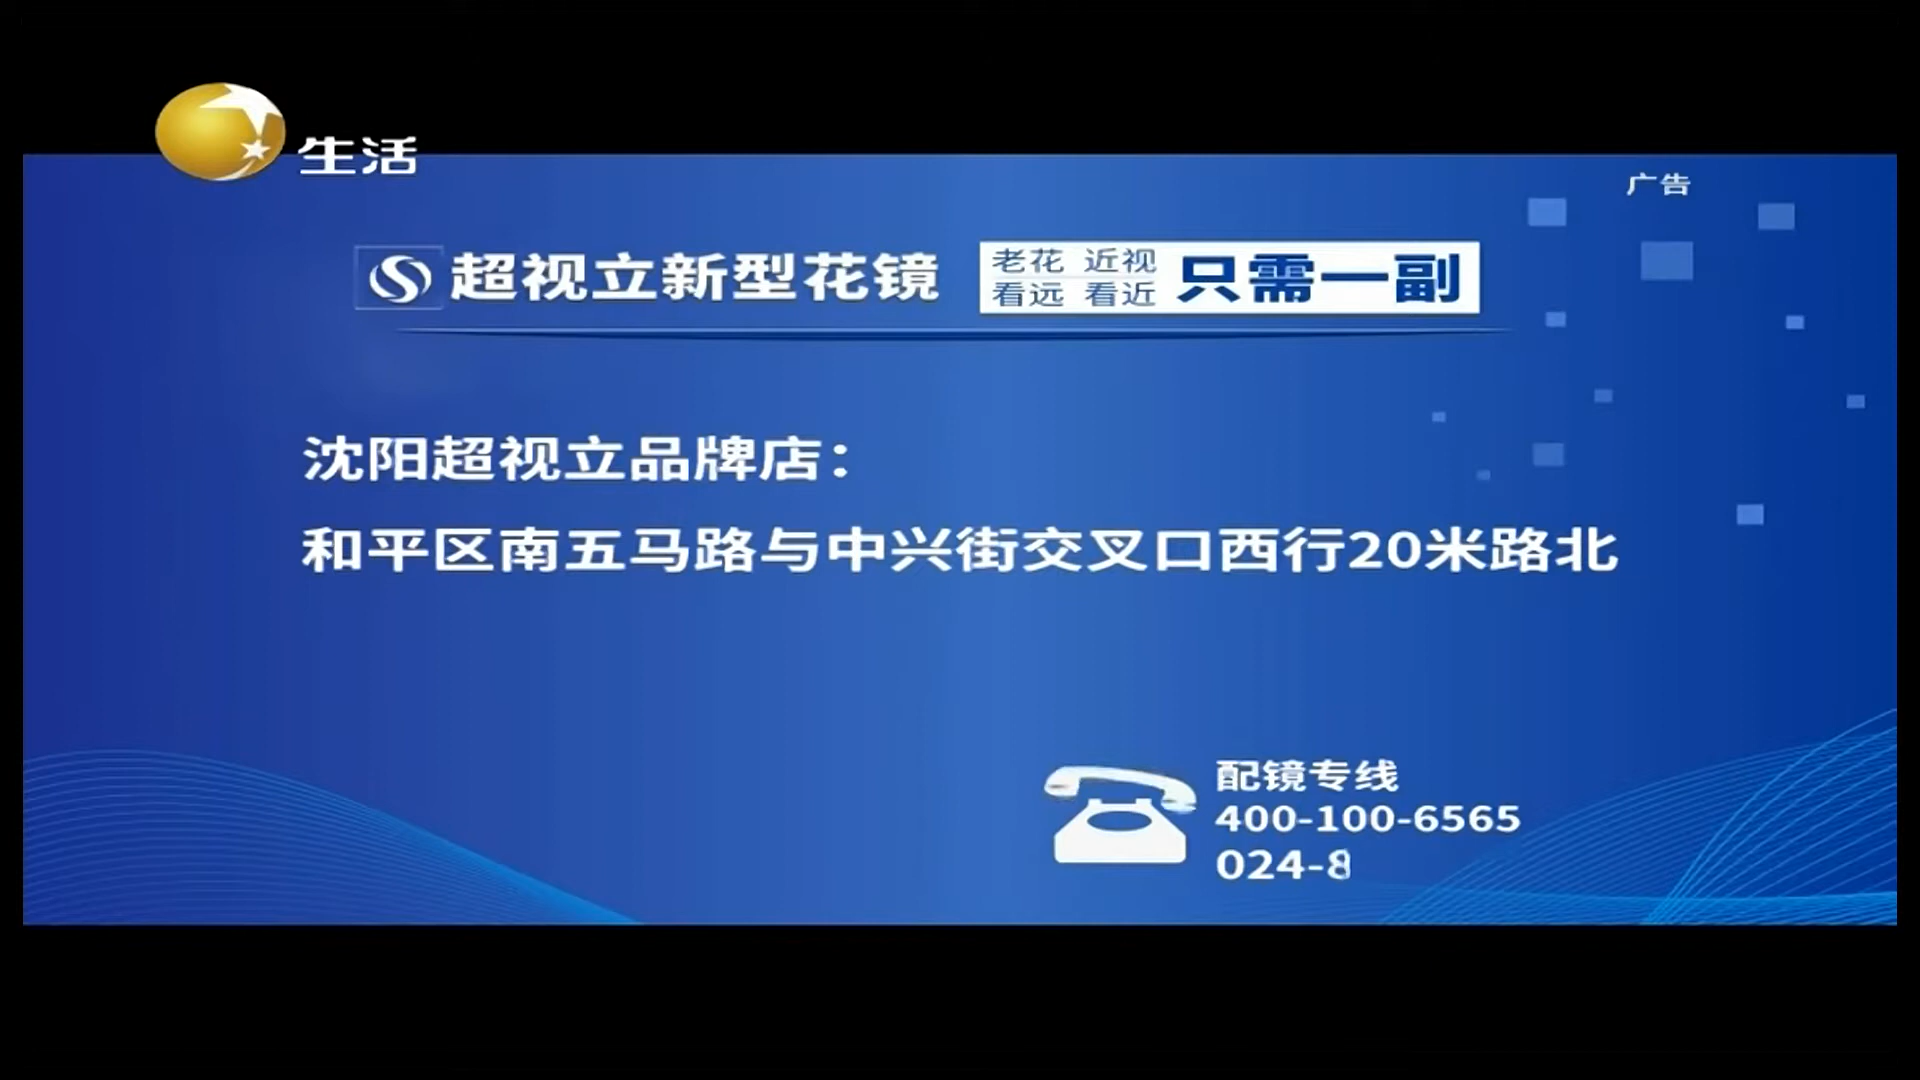 生活
广告
超视立新型花镜
老花 近视
看远 看近
只需一副
沈阳超视立品牌店：
和平区南五马路与中兴街交叉口西行20米路北
配镜专线
400-100-6565
024-8